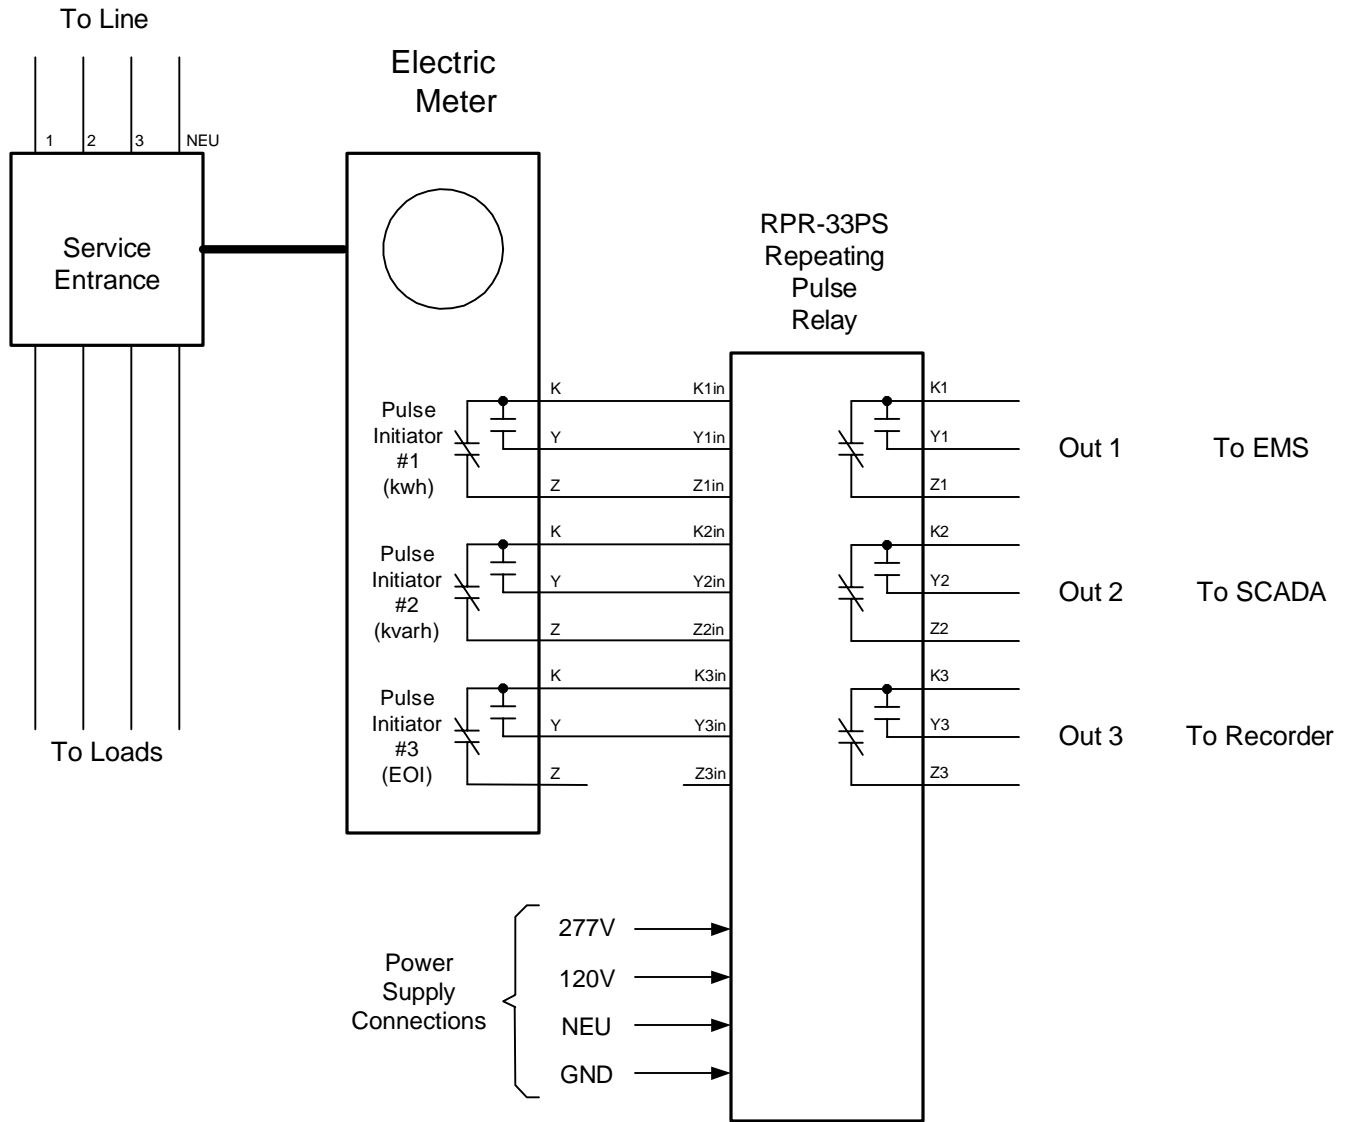 To Line
Electric
Meter
1 2 3 NEU
Service
Entrance
RPR-33PS
Repeating
Pulse
Relay
Pulse
Initiator
#1
(kwh)
K K1in
Y Y1in
Z Z1in
K1
Y1
Z1
Out 1 To EMS
Pulse
Initiator
#2
(kvarh)
K K2in
Y Y2in
Z Z2in
K2
Y2
Z2
Out 2 To SCADA
Pulse
Initiator
#3
(EOI)
K K3in
Y Y3in
Z Z3in
K3
Y3
Z3
Out 3 To Recorder
To Loads
Power
Supply
Connections
277V
120V
NEU
GND